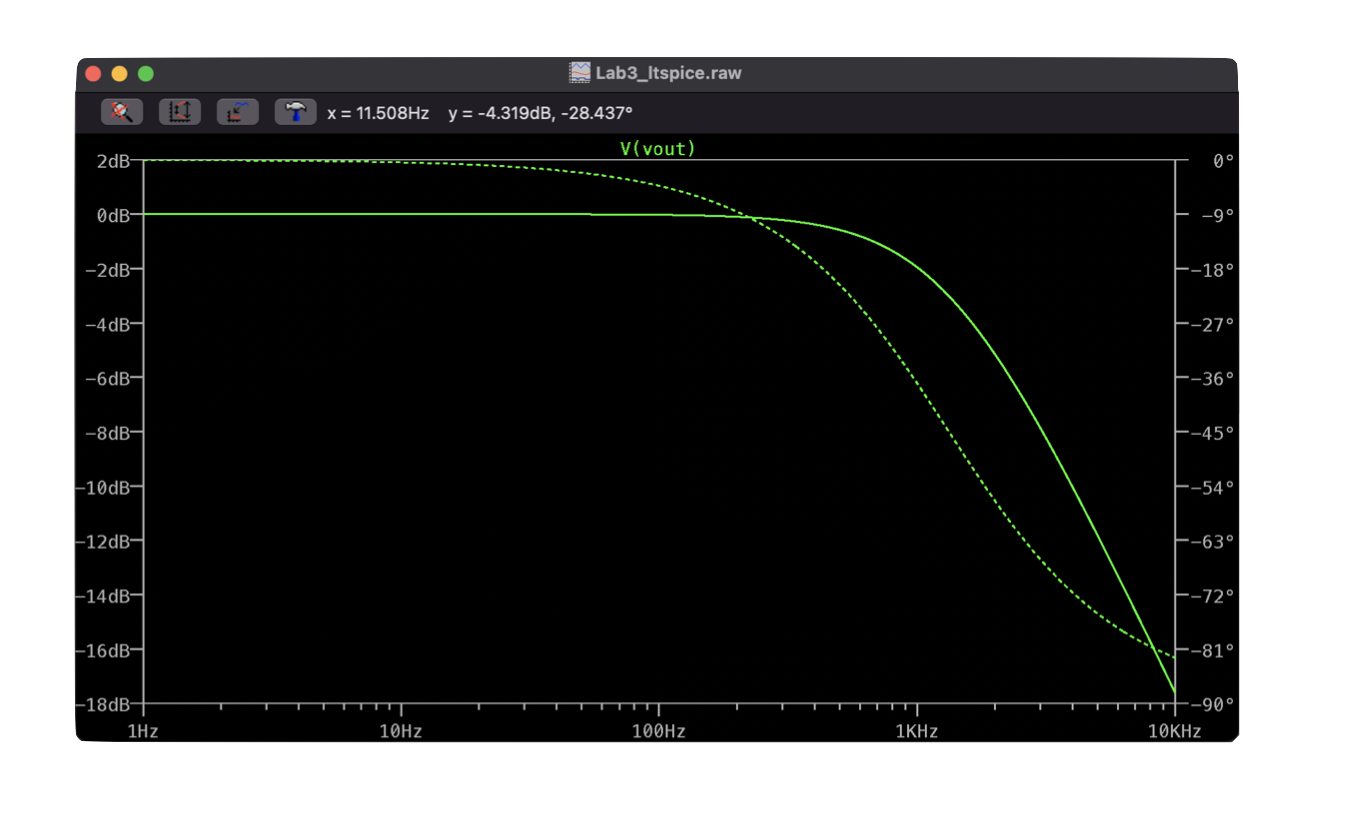 Lab3_ltspice.raw
x = 11.508Hz y = -4.319dB, -28.437°
V(vout)
2dB 0°
0dB -9°
-2dB -18°
-4dB -27°
-6dB -36°
-8dB -45°
-10dB -54°
-12dB -63°
-14dB -72°
-16dB -81°
-18dB -90°
1Hz 10Hz 100Hz 1KHz 10KHz